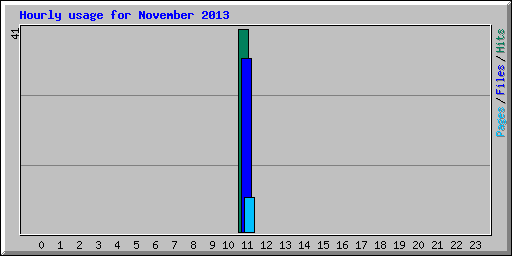 Hourly usage for November 2013
41
Pages/Files/Hits
0 1 2 3 4 5 6 7 8 9 10 11 12 13 14 15 16 17 18 19 20 21 22 23